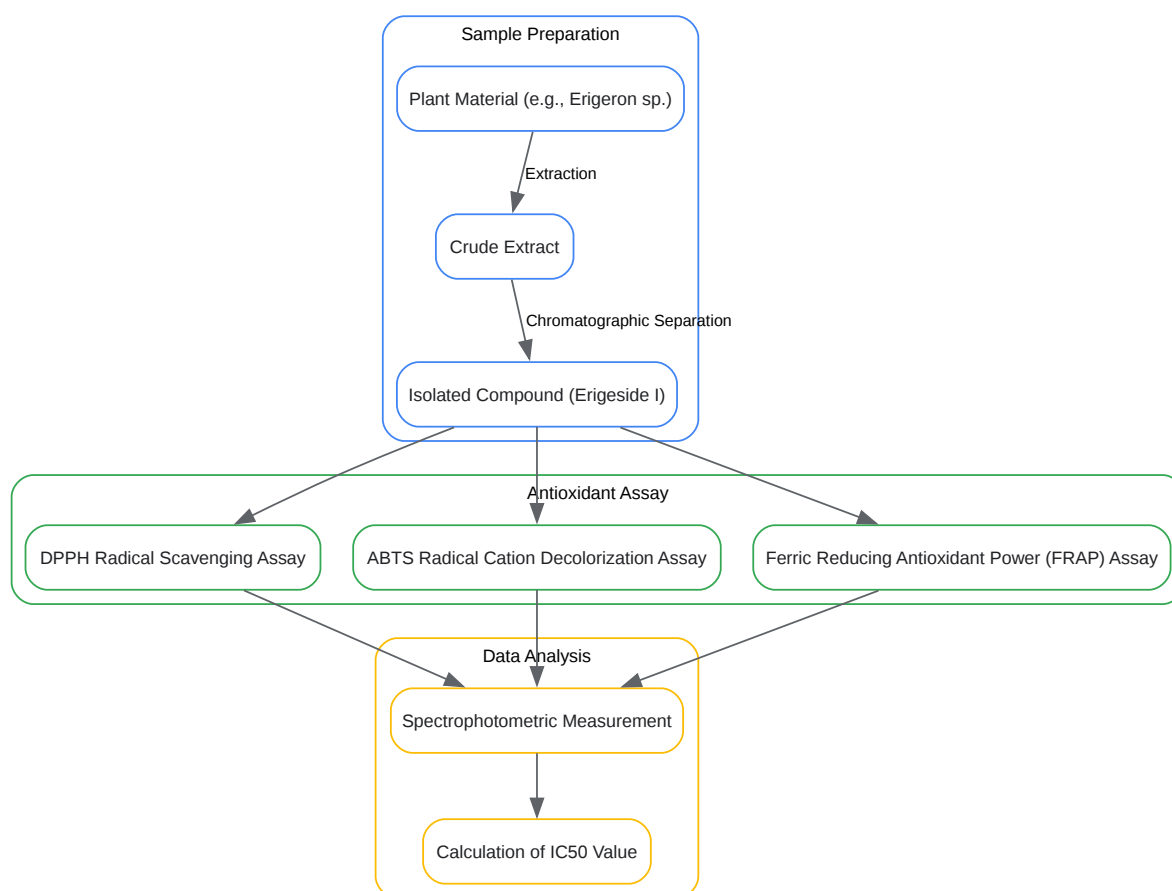 Sample Preparation
Plant Material (e.g., Erigeron sp.)
Extraction
Crude Extract
Chromatographic Separation
Isolated Compound (Erigeside I)
Antioxidant Assay
DPPH Radical Scavenging Assay
ABTS Radical Cation Decolorization Assay
Ferric Reducing Antioxidant Power (FRAP) Assay
Data Analysis
Spectrophotometric Measurement
Calculation of IC50 Value